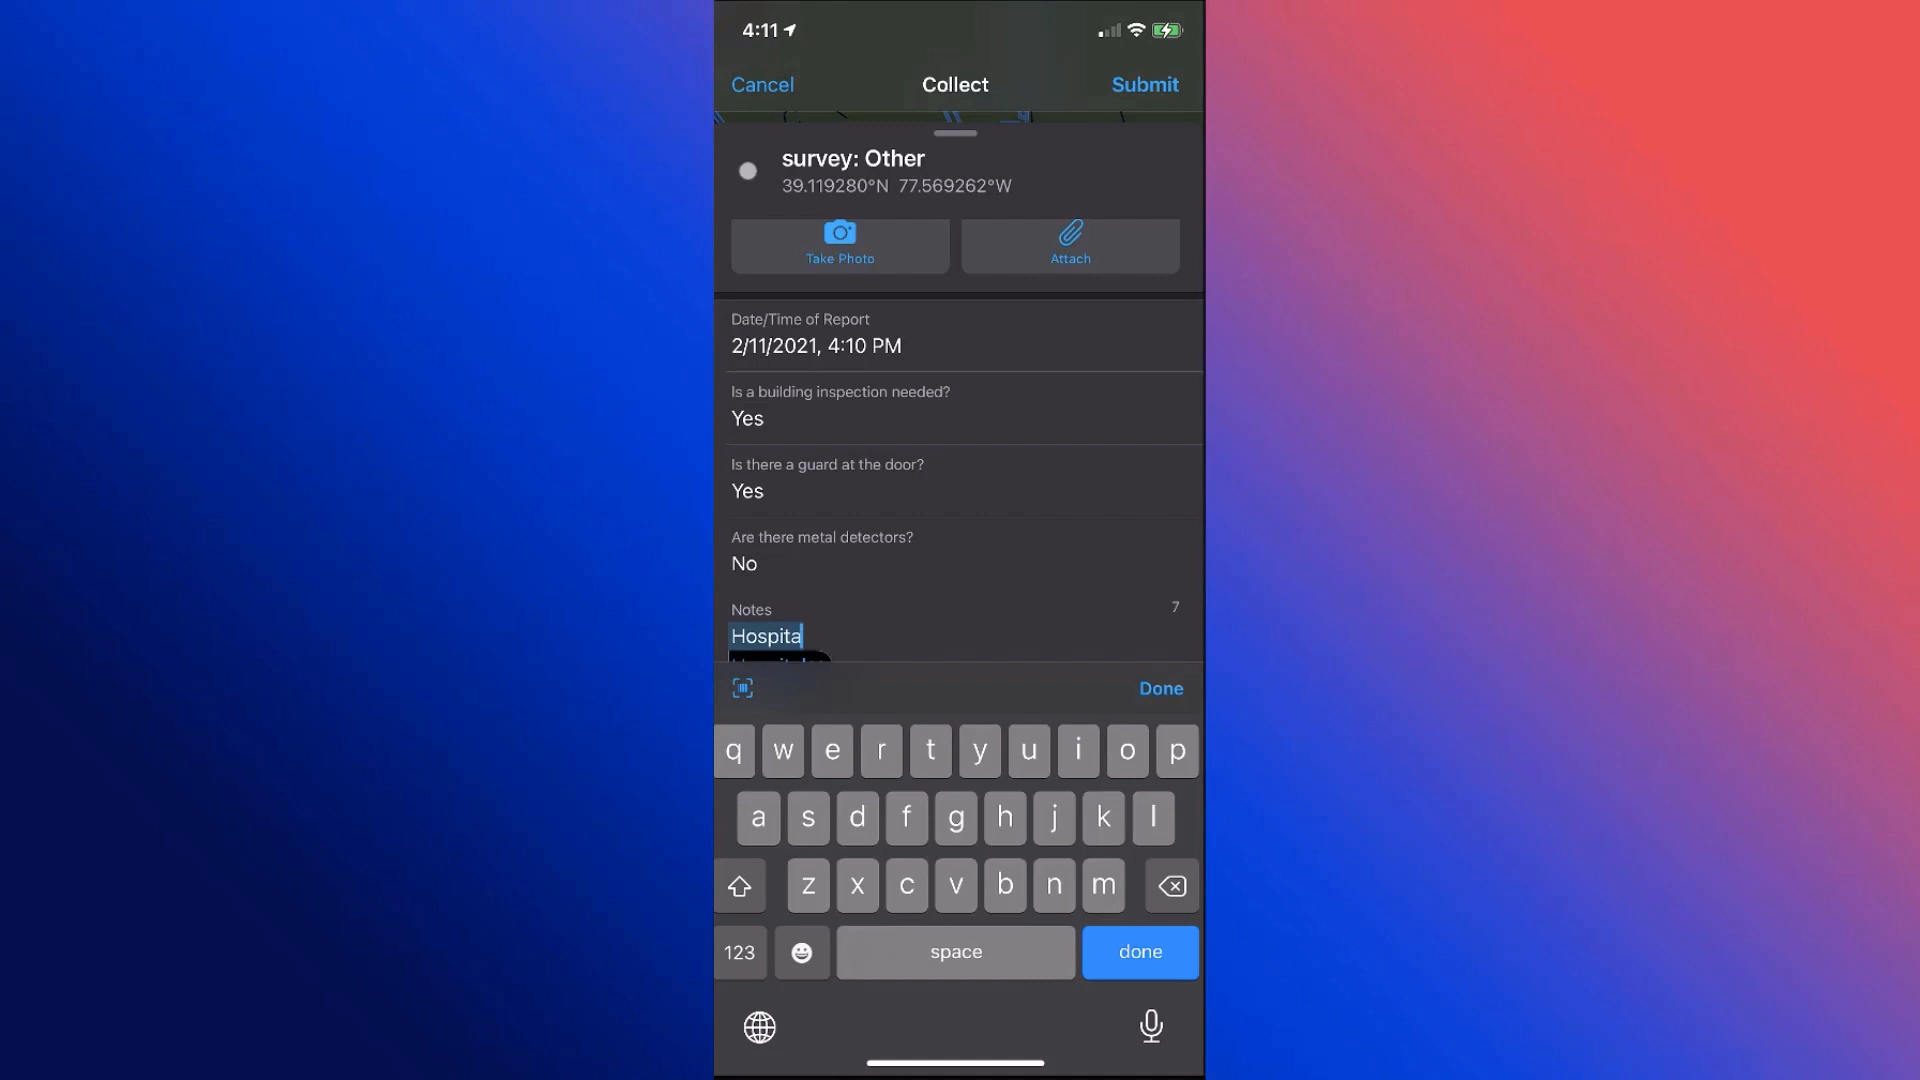 4:11
Cancel Collect Submit
survey: Other
39.119280°N 77.569262°W
Take Photo Attach
Date/Time of Report
2/11/2021, 4:10 PM
Is a building inspection needed?
Yes
Is there a guard at the door?
Yes
Are there metal detectors?
No
Notes 7
Hospita
Done
q w e r t y u i o p
a s d f g h j k l
z x c v b n m
123 space done